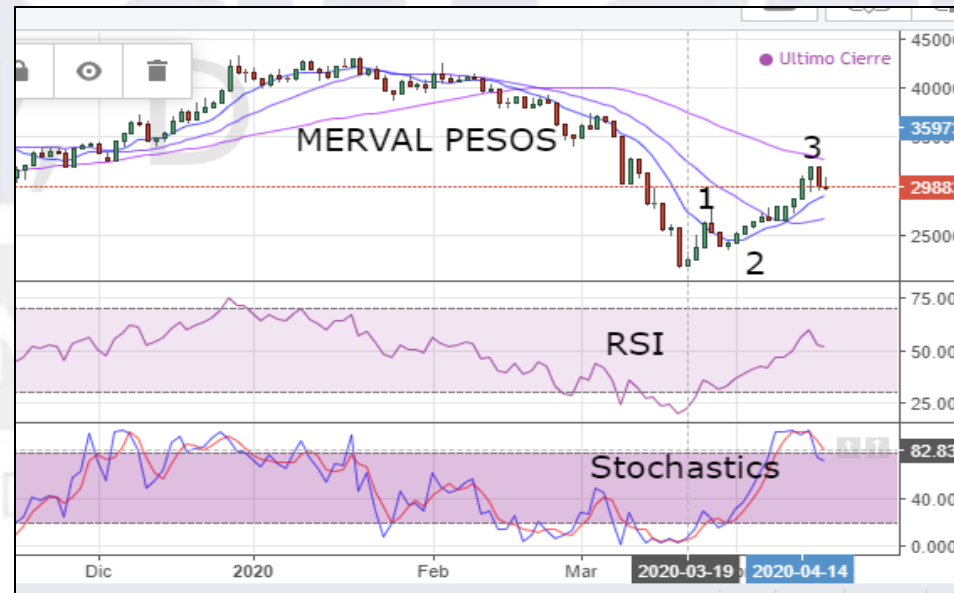 45000
Ultimo Cierre
40000
35973
MERVAL PESOS
3
29883
1
25000
2
75.00
RSI
50.00
25.00
Stochastics
82.83
40.00
0.000
Dic
2020
Feb
Mar
2020-03-19
2020-04-14